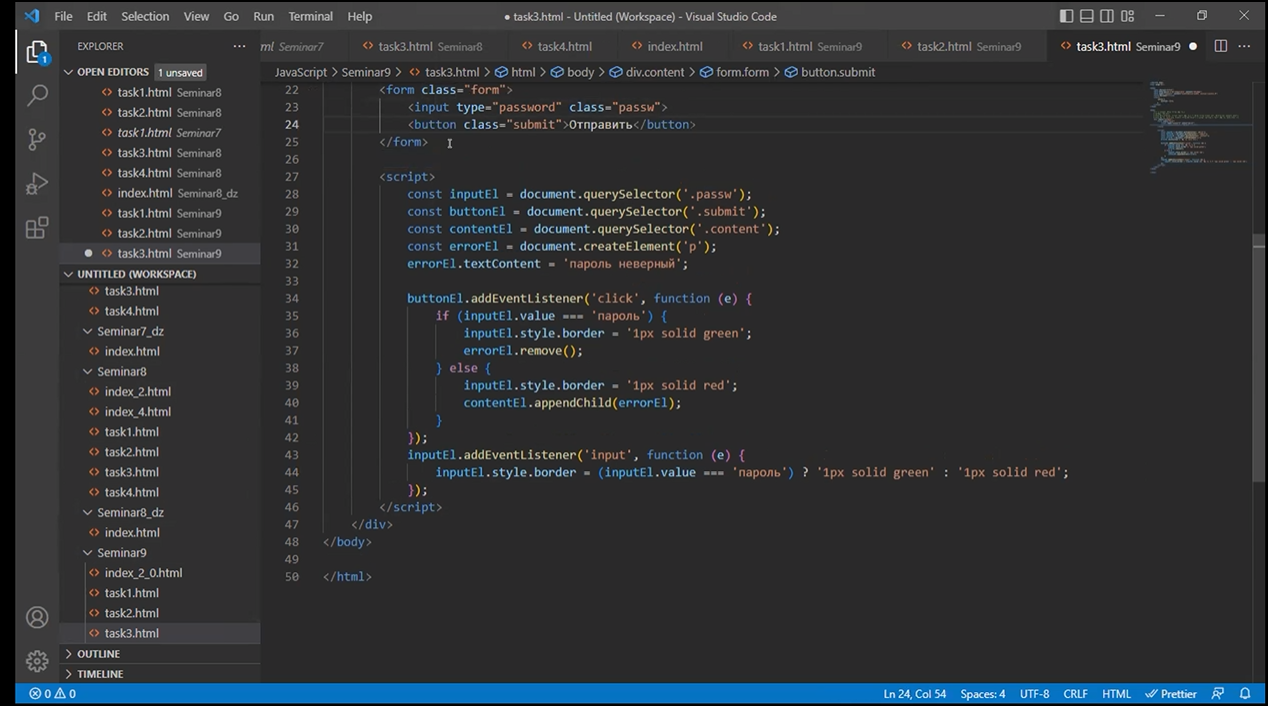 File Edit Selection View Go Run Terminal Help
● task3.html - Untitled (Workspace) - Visual Studio Code
EXPLORER
ml Seminar7 task3.html Seminar8 task4.html index.html task1.html Seminar9 task2.html Seminar9 task3.html Seminar9
OPEN EDITORS 1 unsaved
task1.html Seminar8
task2.html Seminar8
task1.html Seminar7
task3.html Seminar8
task4.html Seminar8
index.html Seminar8_dz
task1.html Seminar9
task2.html Seminar9
task3.html Seminar9
UNTITLED (WORKSPACE)
task3.html
task4.html
Seminar7_dz
index.html
Seminar8
index_2.html
index_4.html
task1.html
task2.html
task3.html
task4.html
Seminar8_dz
index.html
Seminar9
index_2_0.html
task1.html
task2.html
task3.html
OUTLINE
TIMELINE
JavaScript > Seminar9 > task3.html > html > body > div.content > form.form > button.submit
22 <form class="form">
23 <input type="password" class="passw">
24 <button class="submit">Отправить</button>
25 </form>
26
27 <script>
28 const inputEl = document.querySelector('.passw');
29 const buttonEl = document.querySelector('.submit');
30 const contentEl = document.querySelector('.content');
31 const errorEl = document.createElement('p');
32 errorEl.textContent = 'пароль неверный';
33
34 buttonEl.addEventListener('click', function (e) {
35 if (inputEl.value === 'пароль') {
36 inputEl.style.border = '1px solid green';
37 errorEl.remove();
38 } else {
39 inputEl.style.border = '1px solid red';
40 contentEl.appendChild(errorEl);
41 }
42 });
43 inputEl.addEventListener('input', function (e) {
44 inputEl.style.border = (inputEl.value === 'пароль') ? '1px solid green' : '1px solid red';
45 });
46 </script>
47 </div>
48 </body>
49
50 </html>
0 0
Ln 24, Col 54 Spaces: 4 UTF-8 CRLF HTML Prettier